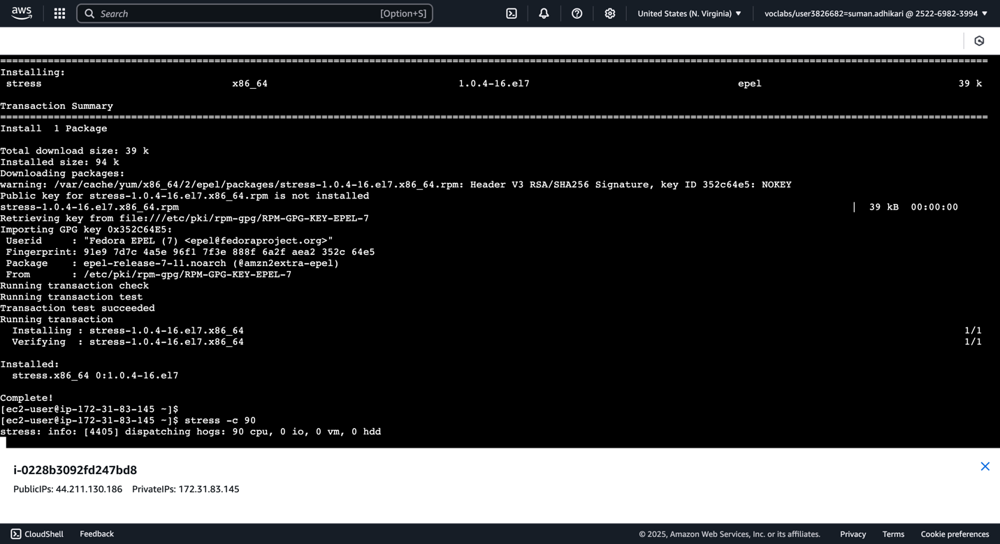 aws
Search [Option+S] United States (N. Virginia) ▼ voclabs/user3826682=suman.adhikari @ 2522-6982-3994 ▼
================================================================================
Installing:
stress x86_64 1.0.4-16.el7 epel 39 k
Transaction Summary
================================================================================
Install 1 Package
Total download size: 39 k
Installed size: 94 k
Downloading packages:
warning: /var/cache/yum/x86_64/2/epel/packages/stress-1.0.4-16.el7.x86_64.rpm: Header V3 RSA/SHA256 Signature, key ID 352c64e5: NOKEY
Public key for stress-1.0.4-16.el7.x86_64.rpm is not installed
stress-1.0.4-16.el7.x86_64.rpm | 39 kB 00:00:00
Retrieving key from file:///etc/pki/rpm-gpg/RPM-GPG-KEY-EPEL-7
Importing GPG key 0x352C64E5:
Userid : "Fedora EPEL (7) <epel@fedoraproject.org>"
Fingerprint: 91e9 7d7c 4a5e 96f1 7f3e 888f 6a2f aea2 352c 64e5
Package : epel-release-7-11.noarch (@amzn2extra-epel)
From : /etc/pki/rpm-gpg/RPM-GPG-KEY-EPEL-7
Running transaction check
Running transaction test
Transaction test succeeded
Running transaction
Installing : stress-1.0.4-16.el7.x86_64 1/1
Verifying : stress-1.0.4-16.el7.x86_64 1/1
Installed:
stress.x86_64 0:1.0.4-16.el7
Complete!
[ec2-user@ip-172-31-83-145 ~]$
[ec2-user@ip-172-31-83-145 ~]$ stress -c 90
stress: info: [4405] dispatching hogs: 90 cpu, 0 io, 0 vm, 0 hdd
i-0228b3092fd247bd8
PublicIPs: 44.211.130.186 PrivateIPs: 172.31.83.145
CloudShell Feedback © 2025, Amazon Web Services, Inc. or its affiliates. Privacy Terms Cookie preferences